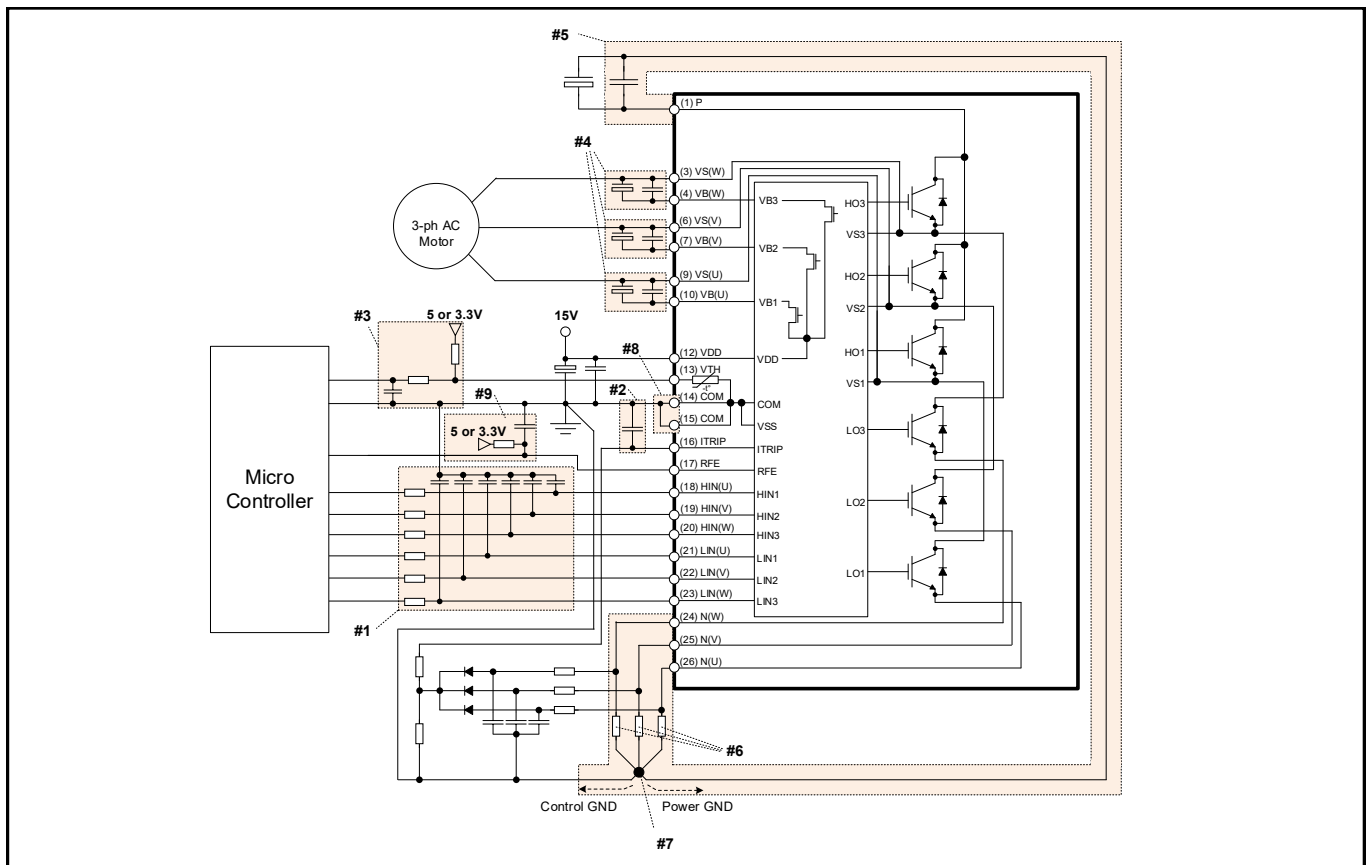 #5
(1) P
#4
(3) VS(W)
(4) VB(W)
(6) VS(V)
(7) VB(V)
(9) VS(U)
(10) VB(U)
3-ph AC
Motor
VB3
VB2
VB1
VDD
HO3
VS3
HO2
VS2
HO1
VS1
#3
5 or 3.3V
15V
#8
#2
(12) VDD
(13) VTH
-t°
(14) COM
(15) COM
(16) ITRIP
(17) RFE
(18) HIN(U)
(19) HIN(V)
(20) HIN(W)
(21) LIN(U)
(22) LIN(V)
(23) LIN(W)
(24) N(W)
(25) N(V)
(26) N(U)
COM
VSS
ITRIP
RFE
HIN1
HIN2
HIN3
LIN1
LIN2
LIN3
LO3
LO2
LO1
#9
5 or 3.3V
Micro
Controller
#1
#6
Control GND
Power GND
#7